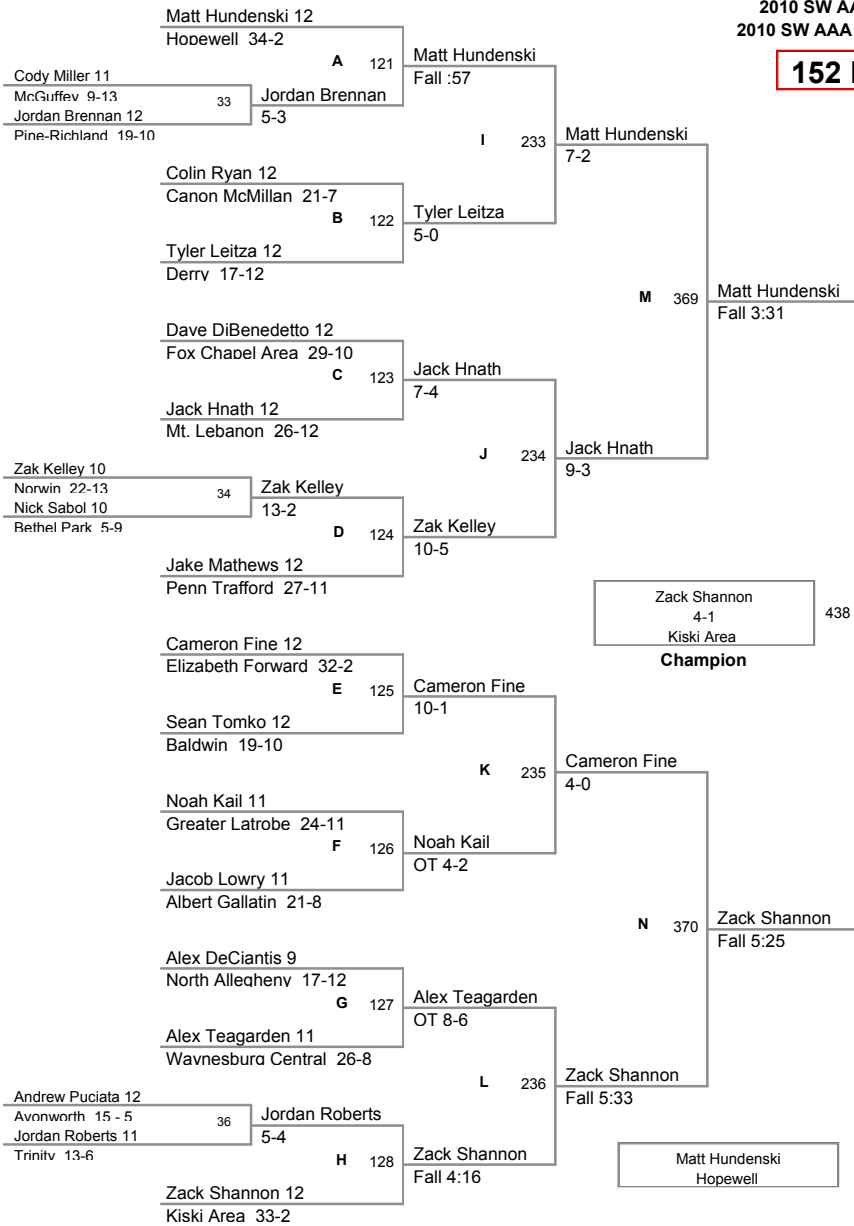 2010 SW AA
2010 SW AAA
152
Matt Hundenski 12
Hopewell 34-2
A 121
Matt Hundenski
Fall :57
Cody Miller 11
McGuffey 9-13
33
Jordan Brennan
5-3
Jordan Brennan 12
Pine-Richland 19-10
I 233
Matt Hundenski
7-2
Colin Ryan 12
Canon McMillan 21-7
B 122
Tyler Leitza
5-0
Tyler Leitza 12
Derry 17-12
M 369
Matt Hundenski
Fall 3:31
Dave DiBenedetto 12
Fox Chapel Area 29-10
C 123
Jack Hnath
7-4
Jack Hnath 12
Mt. Lebanon 26-12
J 234
Jack Hnath
9-3
Zak Kelley 10
Norwin 22-13
34
Zak Kelley
13-2
Nick Sabol 10
Bethel Park 5-9
D 124
Zak Kelley
10-5
Jake Mathews 12
Penn Trafford 27-11
Zack Shannon
4-1
Kiski Area
438
Champion
Cameron Fine 12
Elizabeth Forward 32-2
E 125
Cameron Fine
10-1
Sean Tomko 12
Baldwin 19-10
K 235
Cameron Fine
4-0
Noah Kail 11
Greater Latrobe 24-11
F 126
Noah Kail
OT 4-2
Jacob Lowry 11
Albert Gallatin 21-8
N 370
Zack Shannon
Fall 5:25
Alex DeCiantis 9
North Allegheny 17-12
G 127
Alex Teagarden
OT 8-6
Alex Teagarden 11
Waynesburg Central 26-8
L 236
Zack Shannon
Fall 5:33
Andrew Puciata 12
Avonworth 15 - 5
36
Jordan Roberts
5-4
Jordan Roberts 11
Trinity 13-6
H 128
Zack Shannon
Fall 4:16
Zack Shannon 12
Kiski Area 33-2
Matt Hundenski
Hopewell